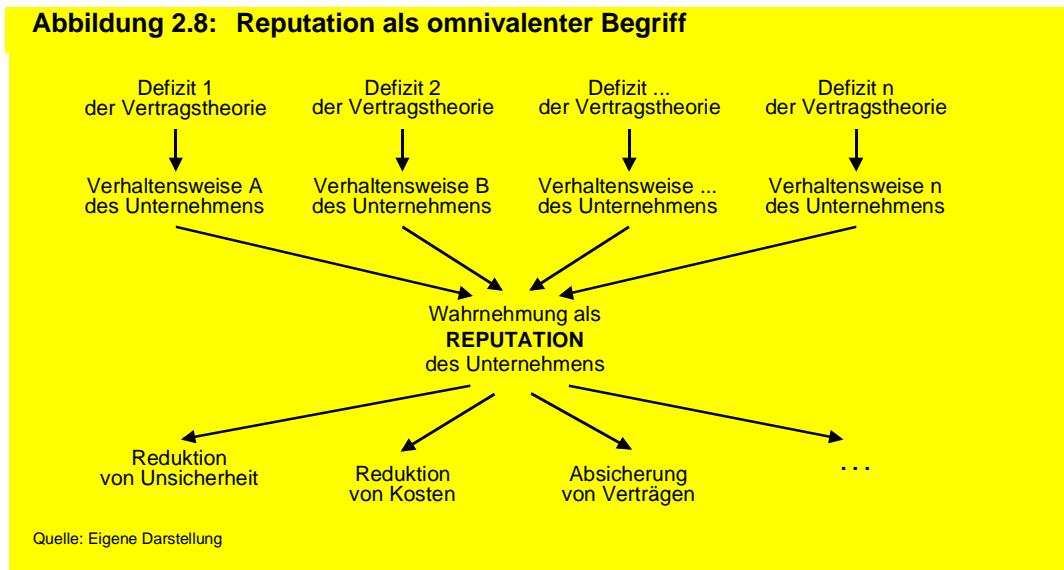 Abbildung 2.8: Reputation als omnivalenter Begriff
Defizit 1 Defizit 2 Defizit ... Defizit n
der Vertragstheorie der Vertragstheorie der Vertragstheorie der Vertragstheorie
Verhaltensweise A Verhaltensweise B Verhaltensweise ... Verhaltensweise n
des Unternehmens des Unternehmens des Unternehmens des Unternehmens
Wahrnehmung als
REPUTATION
des Unternehmens
Reduktion
von Unsicherheit
Reduktion
von Kosten
Absicherung
von Verträgen
...
Quelle: Eigene Darstellung